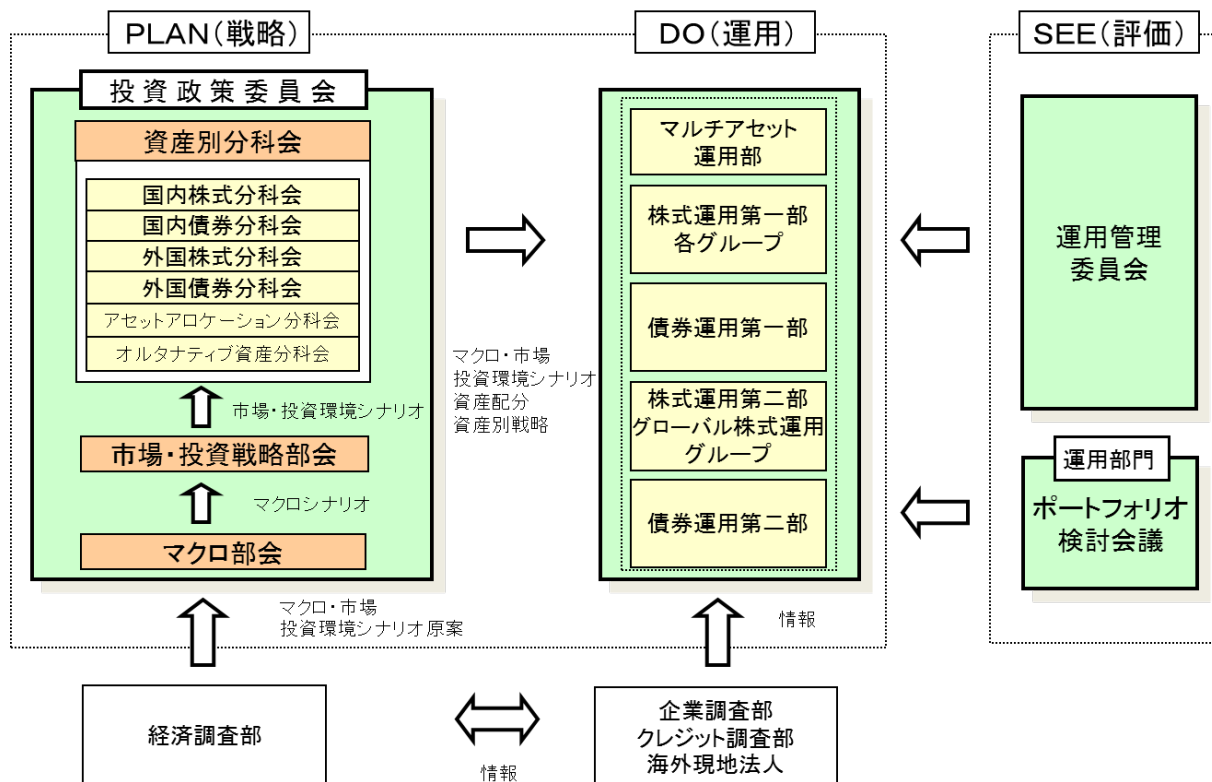 PLAN(戦略)
投資政策委員会
資産別分科会
国内株式分科会
国内債券分科会
外国株式分科会
外国債券分科会
アセットアロケーション分科会
オルタナティブ資産分科会
市場・投資環境シナリオ
市場・投資戦略部会
マクロシナリオ
マクロ部会
マクロ・市場
投資環境シナリオ原案
経済調査部
マクロ・市場
投資環境シナリオ
資産配分
資産別戦略
DO(運用)
マルチアセット
運用部
株式運用第一部
各グループ
債券運用第一部
株式運用第二部
グローバル株式運用
グループ
債券運用第二部
情報
情報
企業調査部
クレジット調査部
海外現地法人
SEE(評価)
運用管理
委員会
運用部門
ポートフォリオ
検討会議